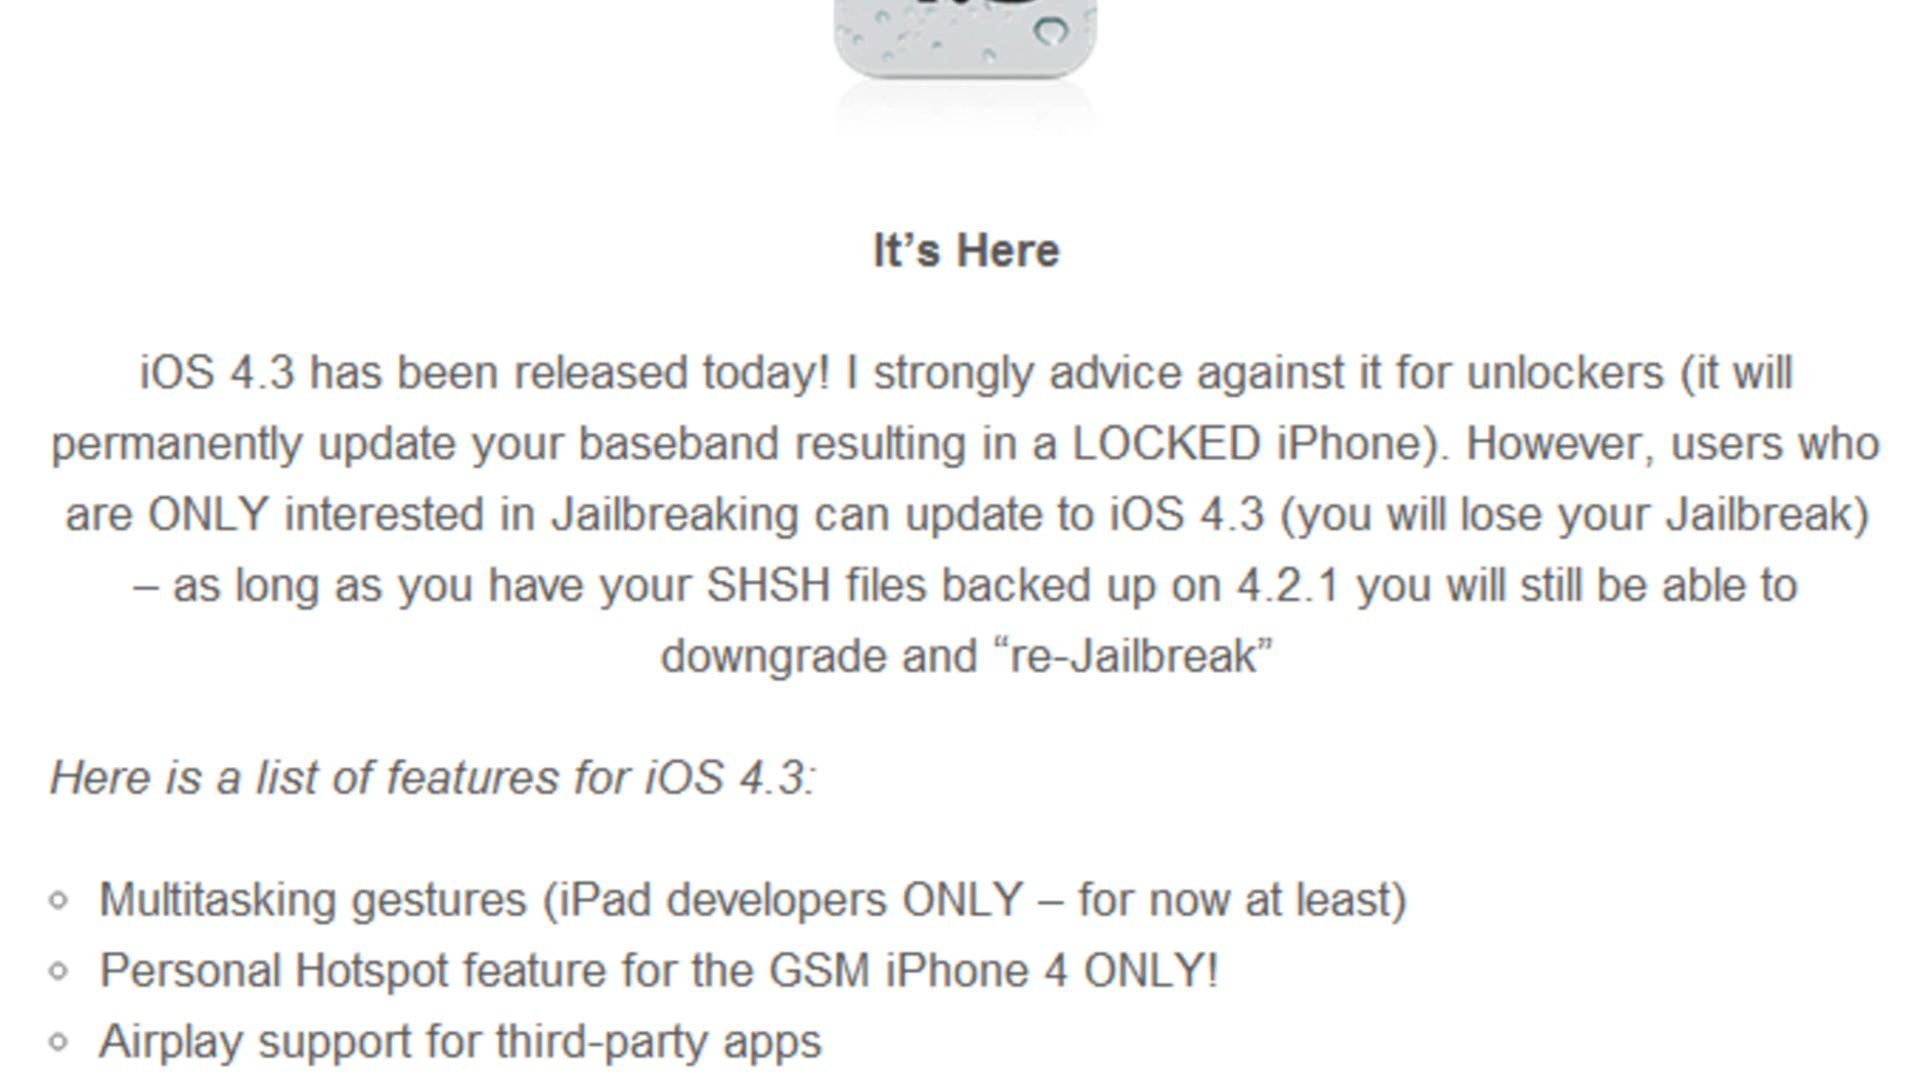 It’s Here
iOS 4.3 has been released today! I strongly advice against it for unlockers (it will
permanently update your baseband resulting in a LOCKED iPhone). However, users who
are ONLY interested in Jailbreaking can update to iOS 4.3 (you will lose your Jailbreak)
– as long as you have your SHSH files backed up on 4.2.1 you will still be able to
downgrade and “re-Jailbreak”
Here is a list of features for iOS 4.3:
Multitasking gestures (iPad developers ONLY – for now at least)
Personal Hotspot feature for the GSM iPhone 4 ONLY!
Airplay support for third-party apps